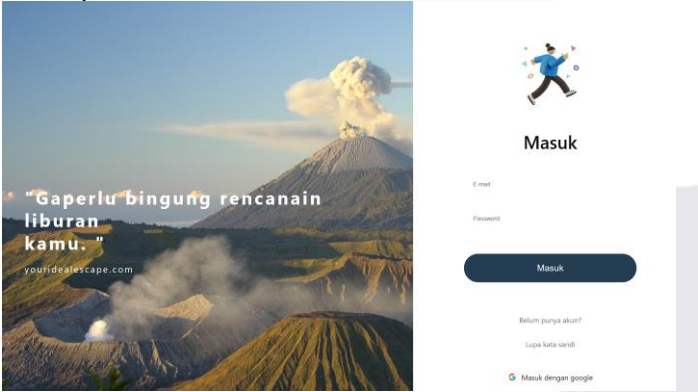 "Gaperlu bingung rencanain
liburan
kamu. "
youridealescape.com
Masuk
E-mail
Password
Masuk
Belum punya akun?
Lupa kata sandi
Masuk dengan google